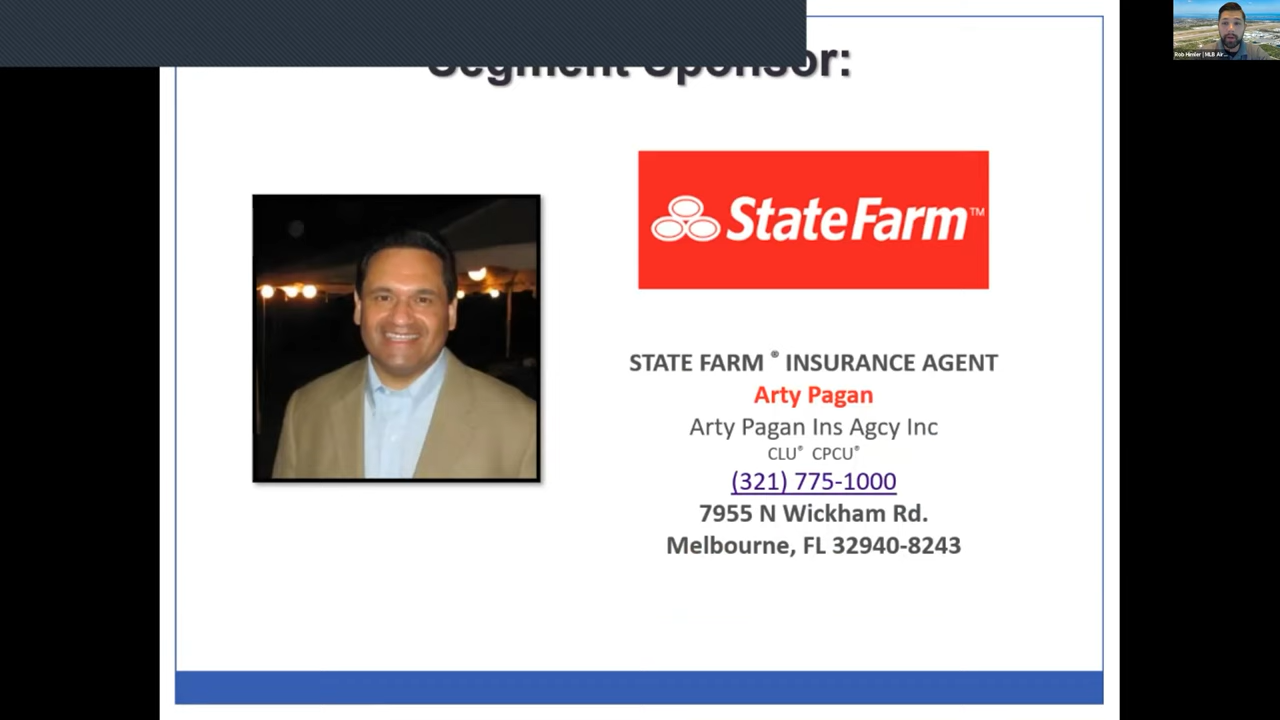 Segment Sponsor:
StateFarm™
STATE FARM ® INSURANCE AGENT
Arty Pagan
Arty Pagan Ins Agcy Inc
CLU® CPCU®
(321) 775-1000
7955 N Wickham Rd.
Melbourne, FL 32940-8243